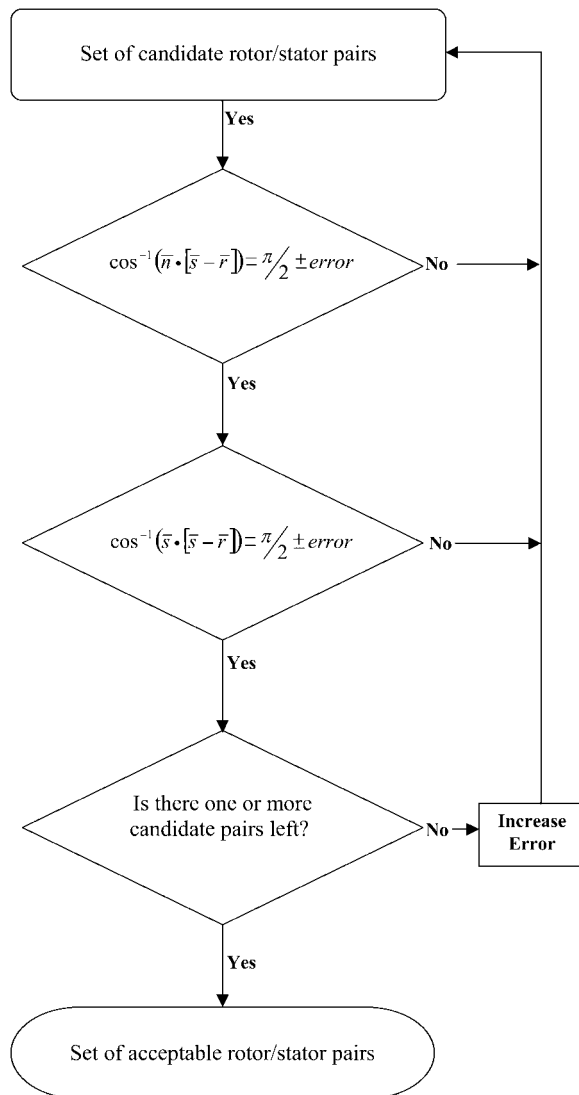 Set of candidate rotor/stator pairs
Yes
cos⁻¹(n̅•[s̅ − r̅]) = π/2 ± error
No
Yes
cos⁻¹(s̅•[s̅ − r̅]) = π/2 ± error
No
Yes
Is there one or more
candidate pairs left?
No
Increase
Error
Yes
Set of acceptable rotor/stator pairs